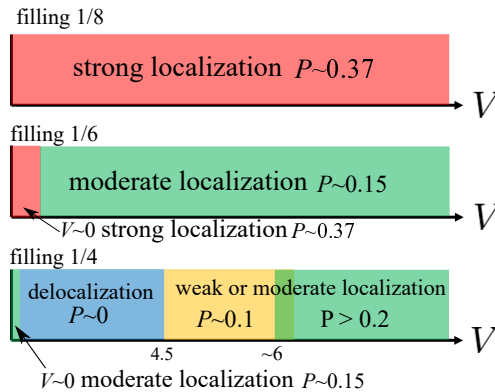 filling 1/8
strong localization P~0.37
V
filling 1/6
moderate localization P~0.15
V
V~0 strong localization P~0.37
filling 1/4
delocalization weak or moderate localization
P~0 P~0.1 P > 0.2
V
4.5 ~6
V~0 moderate localization P~0.15